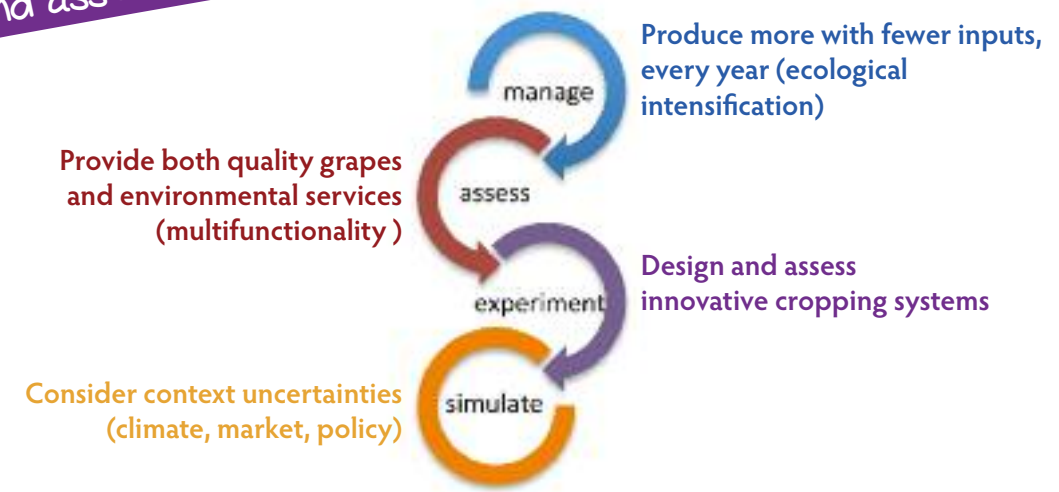 and
manage
Produce more with fewer inputs,
every year (ecological
intensification)
Provide both quality grapes
and environmental services
(multifunctionality )
assess
Design and assess
innovative cropping systems
experiment
Consider context uncertainties
(climate, market, policy)
simulate